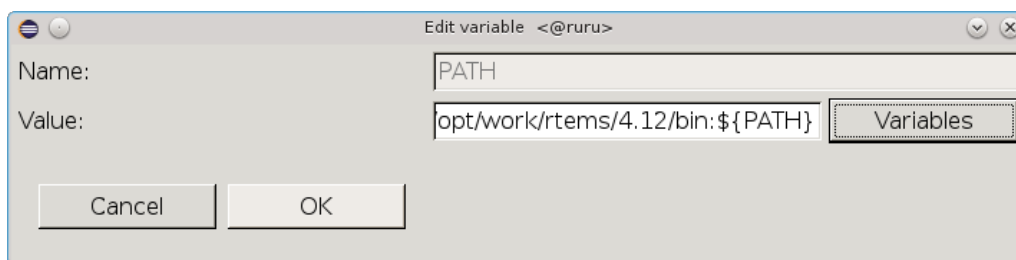 Edit variable <@ruru>
Name: PATH
Value: /opt/work/rtems/4.12/bin:${PATH} Variables
Cancel OK